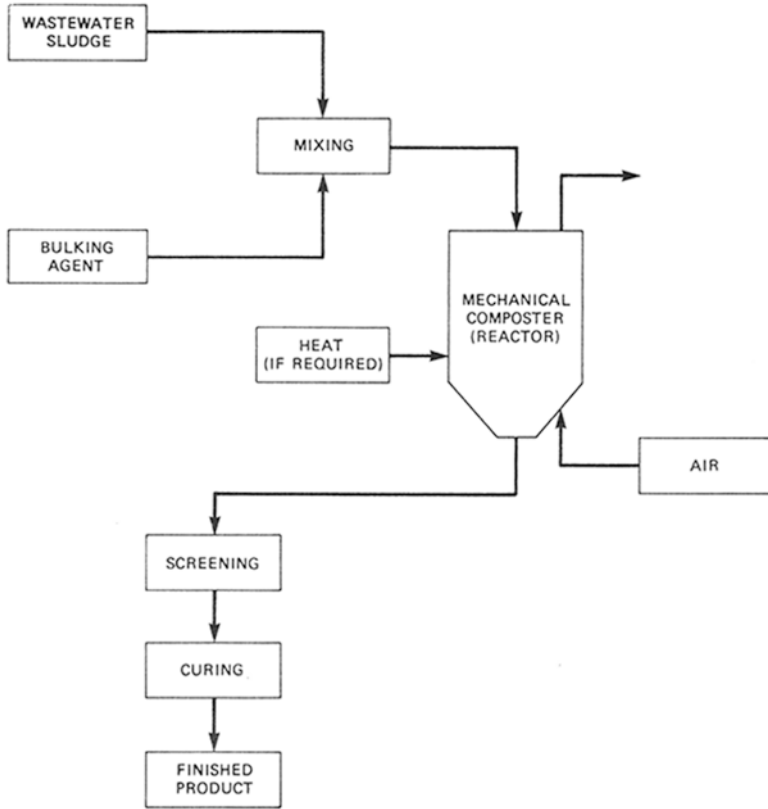 WASTEWATER
SLUDGE
MIXING
BULKING
AGENT
MECHANICAL
COMPOSTER
(REACTOR)
HEAT
(IF REQUIRED)
AIR
SCREENING
CURING
FINISHED
PRODUCT